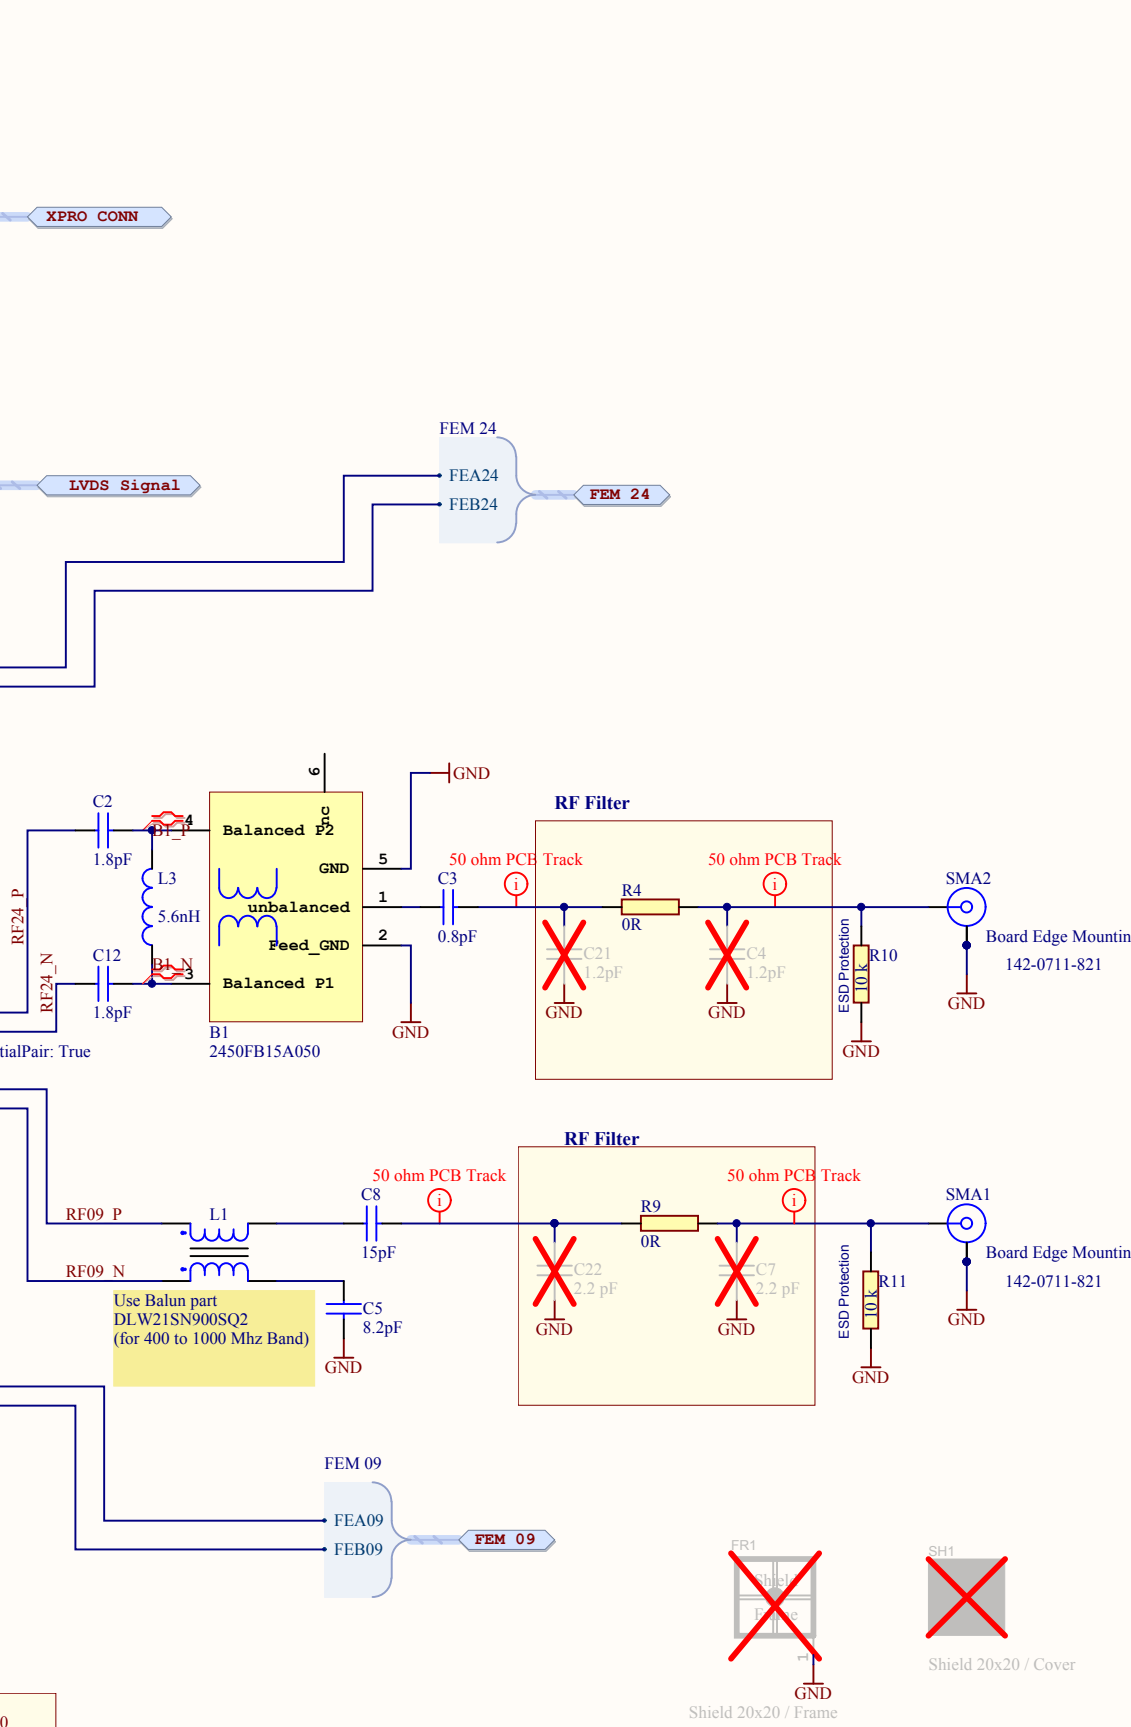 XPRO CONN
FEM 24
FEA24
LVDS Signal
FEM 24
FEB24
6
nc
GND
RF Filter
C2
4
B1_P
Balanced P2
1.8pF
5
GND
50 ohm PCB Track
50 ohm PCB Track
L3
C3
i
i
R4
SMA2
RF24_P
5.6nH
1
unbalanced
0R
0.8pF
2
Feed_GND
Board Edge Mountin
C12
B1_N
C21
C4
R10
142-0711-821
RF24_N
3
Balanced P1
1.2pF
1.2pF
10 k
ESD Protection
1.8pF
GND
GND
GND
B1
GND
2450FB15A050
GND
tialPair: True
RF Filter
50 ohm PCB Track
50 ohm PCB Track
C8
i
i
SMA1
RF09_P
L1
R9
15pF
0R
Board Edge Mountin
RF09_N
C22
C7
R11
142-0711-821
2.2 pF
2.2 pF
10 k
ESD Protection
Use Balun part
DLW21SN900SQ2
(for 400 to 1000 Mhz Band)
C5
8.2pF
GND
GND
GND
GND
GND
FEM 09
FEA09
FEM 09
FEB09
FR1
SH1
Shield
Frame
1
Shield 20x20 / Cover
GND
Shield 20x20 / Frame
0